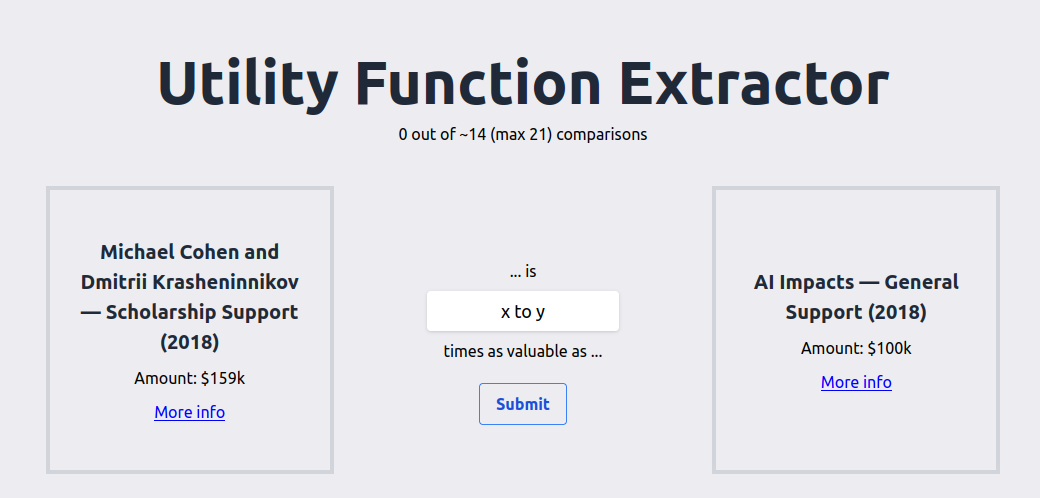 Utility Function Extractor
0 out of ~14 (max 21) comparisons
Michael Cohen and
Dmitrii Krasheninnikov
— Scholarship Support
(2018)
Amount: $159k
More info
... is
x to y
times as valuable as ...
Submit
AI Impacts — General
Support (2018)
Amount: $100k
More info